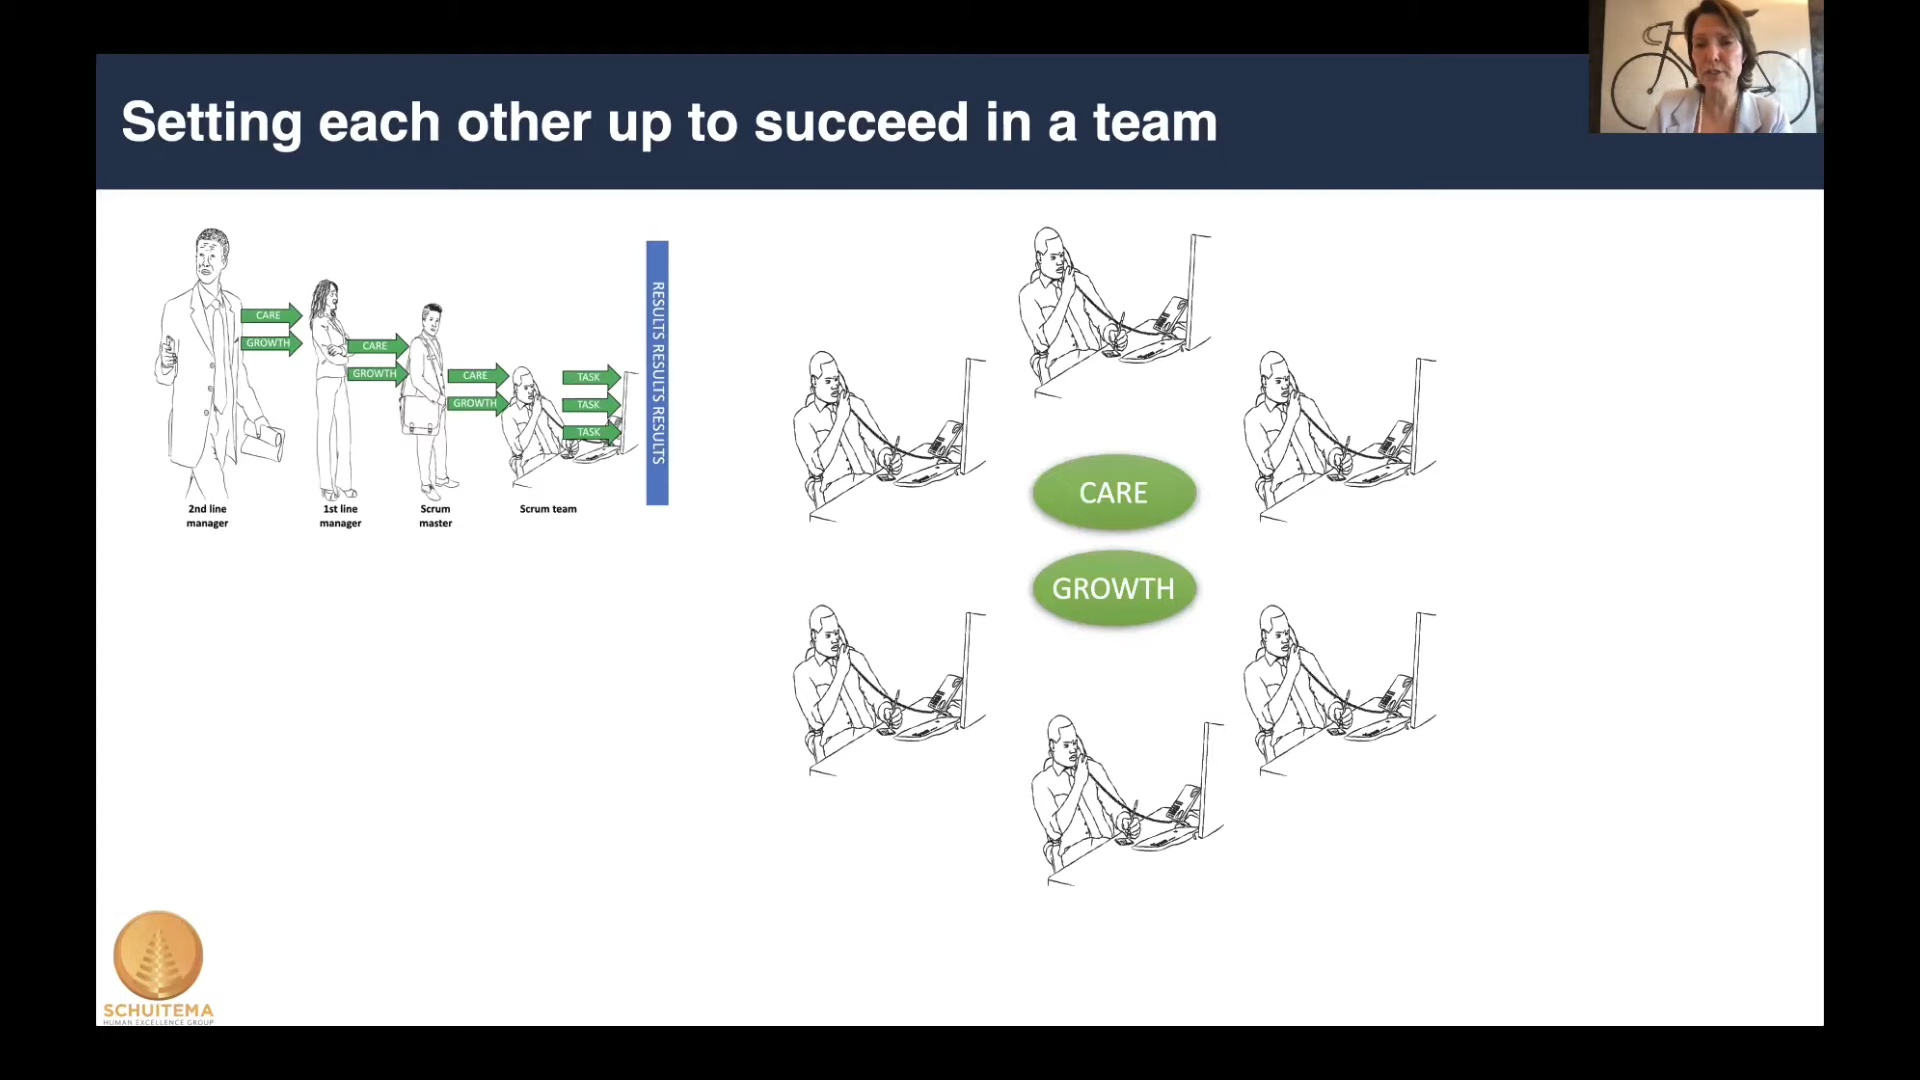 Setting each other up to succeed in a team
CARE
GROWTH
CARE
GROWTH
CARE
GROWTH
TASK
TASK
TASK
RESULTS RESULTS RESULTS
2nd line
manager
1st line
manager
Scrum
master
Scrum team
CARE
GROWTH
SCHUITEMA
HUMAN EXCELLENCE GROUP